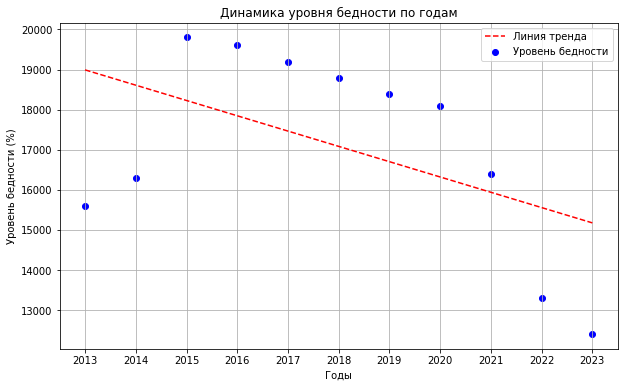 Динамика уровня бедности по годам
20000
19000
18000
17000
16000
15000
14000
13000
Уровень бедности (%)
Линия тренда
Уровень бедности
2013 2014 2015 2016 2017 2018 2019 2020 2021 2022 2023
Годы